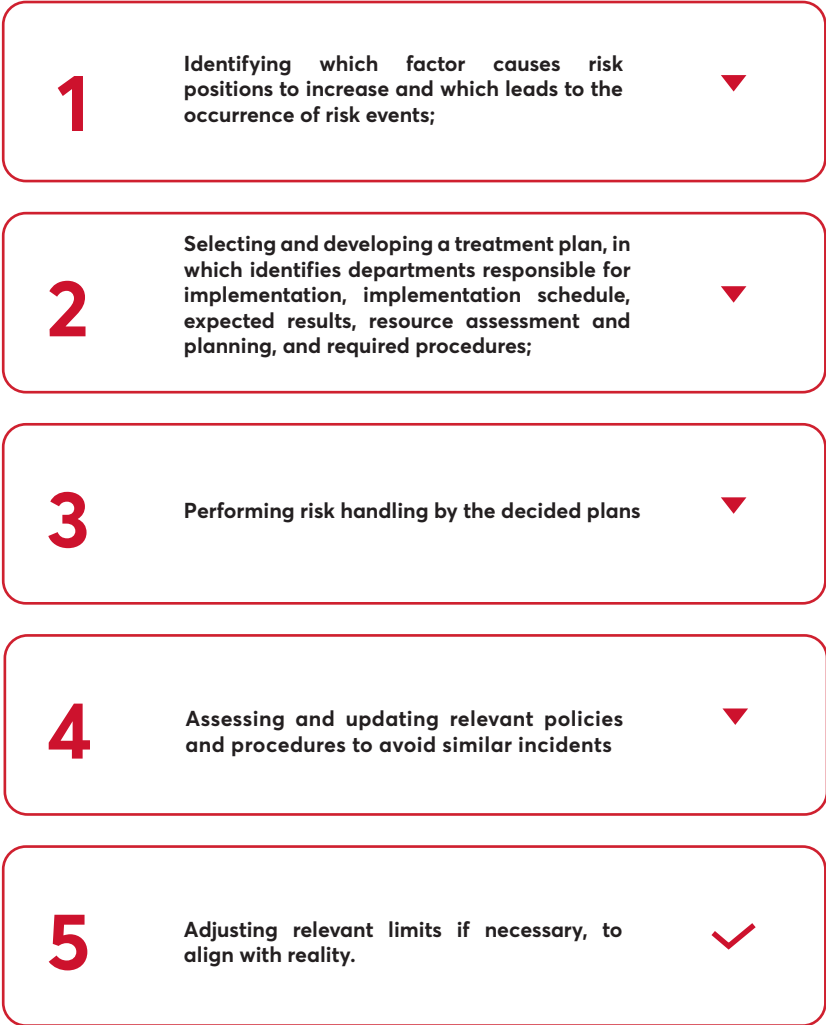 1
Identifying which factor causes risk
positions to increase and which leads to the
occurrence of risk events;
2
Selecting and developing a treatment plan, in
which identifies departments responsible for
implementation, implementation schedule,
expected results, resource assessment and
planning, and required procedures;
3
Performing risk handling by the decided plans
4
Assessing and updating relevant policies
and procedures to avoid similar incidents
5
Adjusting relevant limits if necessary, to
align with reality.